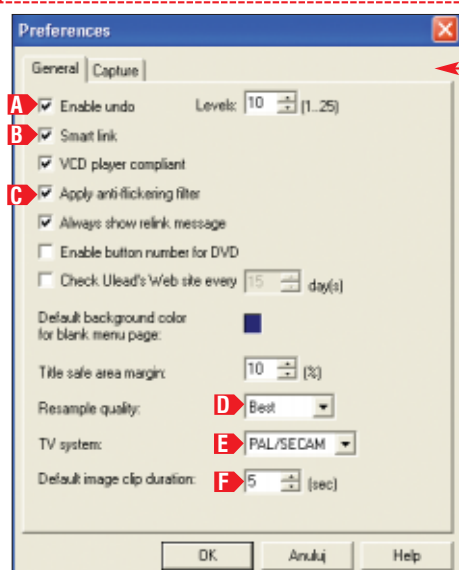 Preferences
General Capture
A Enable undo Levels: 10 (1..25)
B Smart link
VCD player compliant
C Apply anti-flickering filter
Always show relink message
Enable button number for DVD
Check Ulead's Web site every 15 day(s)
Default background color
for blank menu page:
Title safe area margin: 10 (%)
Resample quality: D Best
TV system: E PAL/SECAM
Default image clip duration: F 5 (sec)
OK Anuluj Help